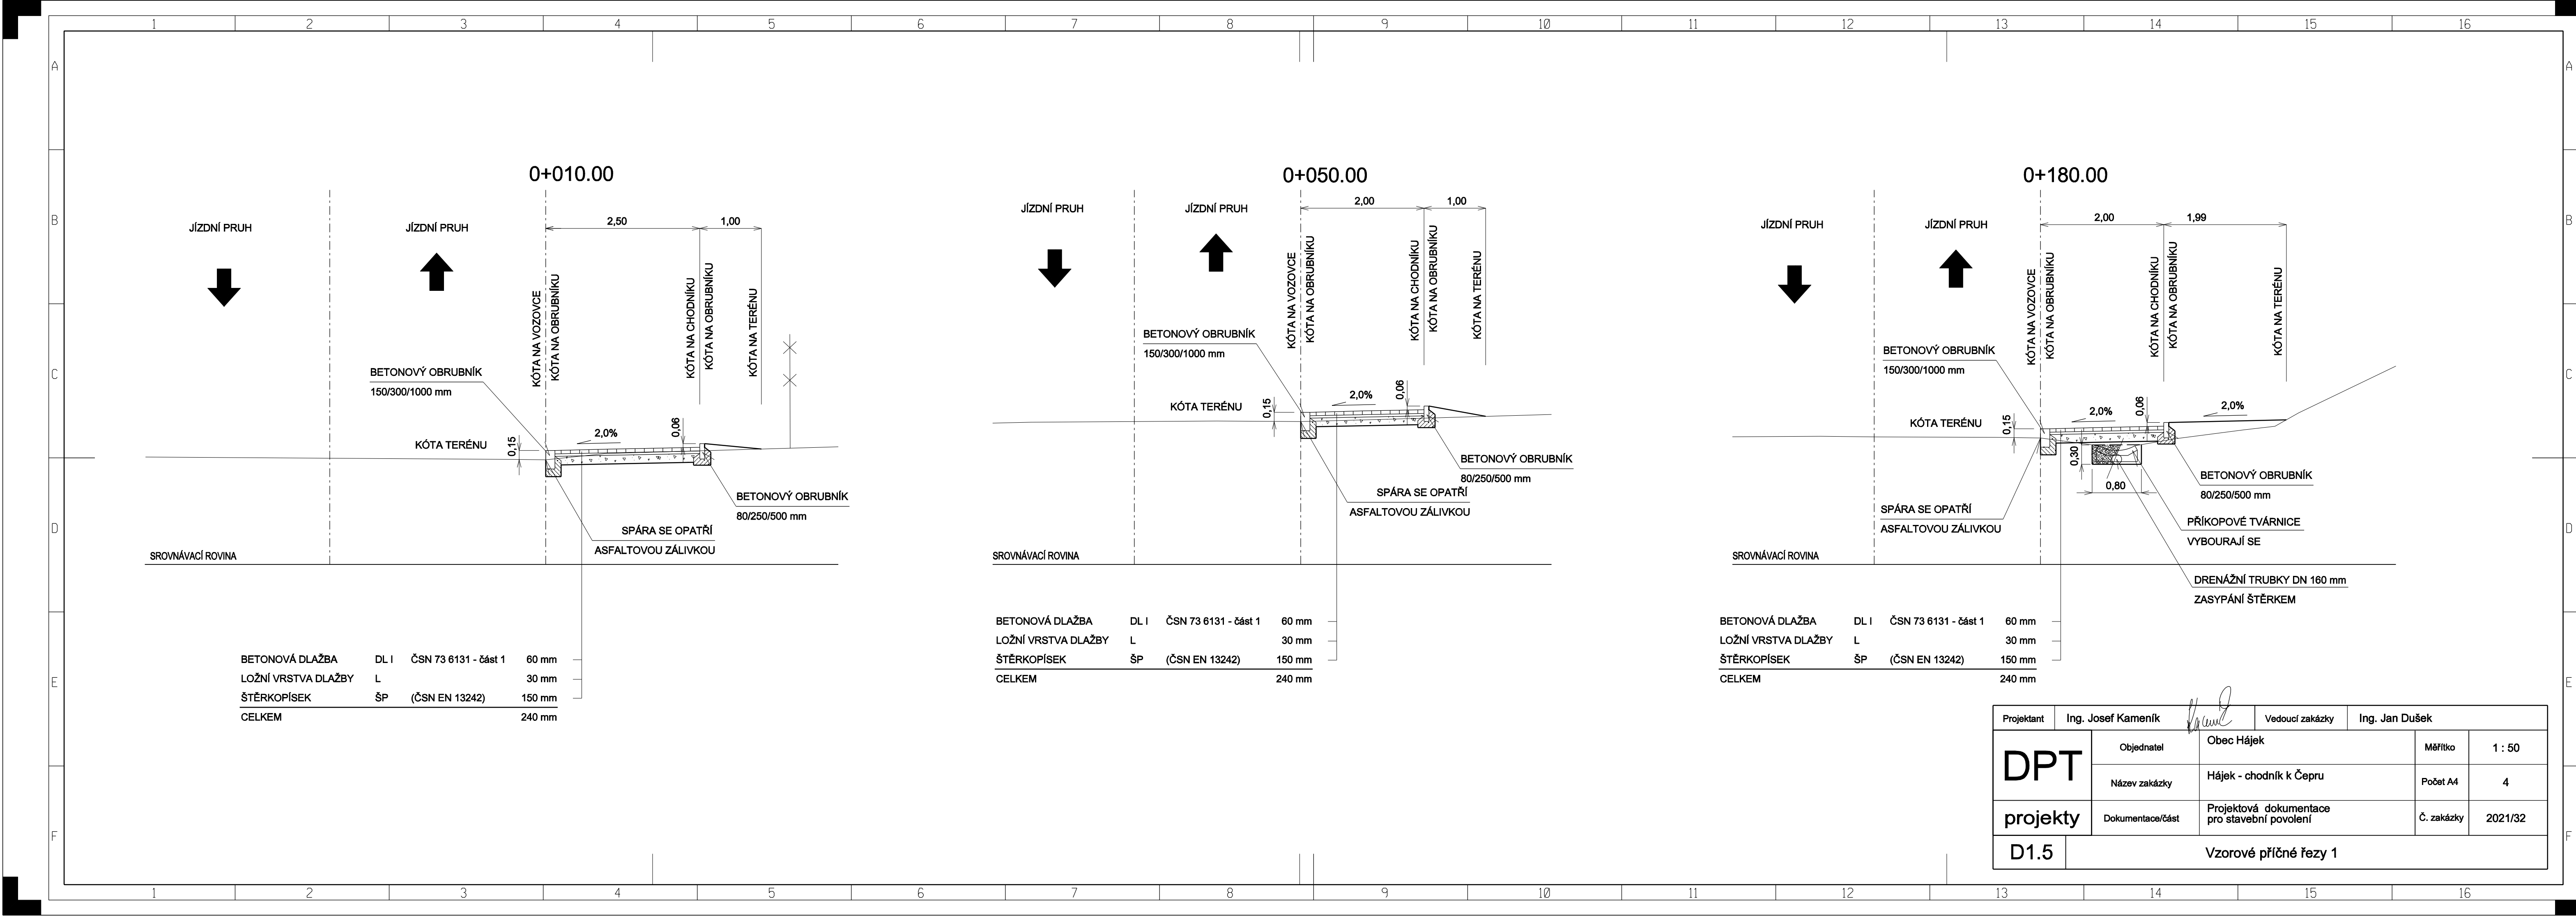 1 2 3 4 5 6 7 8 9 10 11 12 13 14 15 16
A
B
C
D
E
F
0+010.00
JÍZDNÍ PRUH
JÍZDNÍ PRUH
2,50
1,00
KÓTA NA VOZOVCE
KÓTA NA OBRUBNÍKU
KÓTA NA CHODNÍKU
KÓTA NA OBRUBNÍKU
KÓTA NA TERÉNU
BETONOVÝ OBRUBNÍK
150/300/1000 mm
KÓTA TERÉNU
0,15
2,0%
0,06
BETONOVÝ OBRUBNÍK
80/250/500 mm
SPÁRA SE OPATŘÍ
ASFALTOVOU ZÁLIVKOU
SROVNÁVACÍ ROVINA
BETONOVÁ DLAŽBA DL I ČSN 73 6131 - část 1 60 mm
LOŽNÍ VRSTVA DLAŽBY L 30 mm
ŠTĚRKOPÍSEK ŠP (ČSN EN 13242) 150 mm
CELKEM 240 mm
0+050.00
JÍZDNÍ PRUH
JÍZDNÍ PRUH
2,00
1,00
KÓTA NA VOZOVCE
KÓTA NA OBRUBNÍKU
KÓTA NA CHODNÍKU
KÓTA NA OBRUBNÍKU
KÓTA NA TERÉNU
BETONOVÝ OBRUBNÍK
150/300/1000 mm
KÓTA TERÉNU
0,15
2,0%
0,06
BETONOVÝ OBRUBNÍK
80/250/500 mm
SPÁRA SE OPATŘÍ
ASFALTOVOU ZÁLIVKOU
SROVNÁVACÍ ROVINA
BETONOVÁ DLAŽBA DL I ČSN 73 6131 - část 1 60 mm
LOŽNÍ VRSTVA DLAŽBY L 30 mm
ŠTĚRKOPÍSEK ŠP (ČSN EN 13242) 150 mm
CELKEM 240 mm
0+180.00
JÍZDNÍ PRUH
JÍZDNÍ PRUH
2,00
1,99
KÓTA NA VOZOVCE
KÓTA NA OBRUBNÍKU
KÓTA NA CHODNÍKU
KÓTA NA OBRUBNÍKU
KÓTA NA TERÉNU
BETONOVÝ OBRUBNÍK
150/300/1000 mm
KÓTA TERÉNU
0,15
2,0%
0,06
2,0%
0,30
0,80
BETONOVÝ OBRUBNÍK
80/250/500 mm
SPÁRA SE OPATŘÍ
ASFALTOVOU ZÁLIVKOU
PŘÍKOPOVÉ TVÁRNICE
VYBOURAJÍ SE
SROVNÁVACÍ ROVINA
DRENÁŽNÍ TRUBKY DN 160 mm
ZASYPÁNÍ ŠTĚRKEM
BETONOVÁ DLAŽBA DL I ČSN 73 6131 - část 1 60 mm
LOŽNÍ VRSTVA DLAŽBY L 30 mm
ŠTĚRKOPÍSEK ŠP (ČSN EN 13242) 150 mm
CELKEM 240 mm
Projektant Ing. Josef Kameník Vedoucí zakázky Ing. Jan Dušek
DPT
projekty
Objednatel Obec Hájek Měřítko 1 : 50
Název zakázky Hájek - chodník k Čepru Počet A4 4
Dokumentace/část Projektová dokumentace
pro stavební povolení Č. zakázky 2021/32
D1.5 Vzorové příčné řezy 1
A
B
C
D
E
F
1 2 3 4 5 6 7 8 9 10 11 12 13 14 15 16